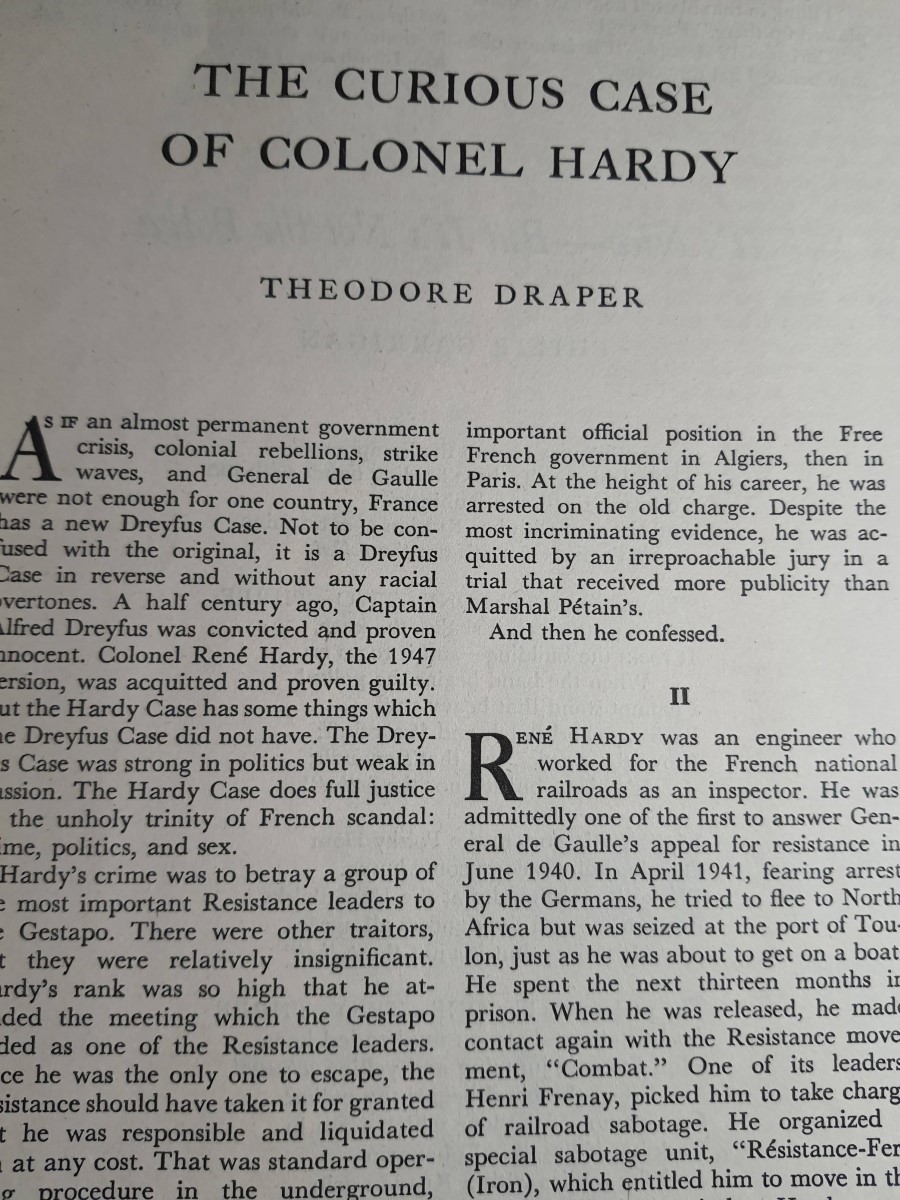 THE CURIOUS CASE
OF COLONEL HARDY
THEODORE DRAPER
AS IF an almost permanent government
crisis, colonial rebellions, strike
waves, and General de Gaulle
were not enough for one country, France
has a new Dreyfus Case. Not to be con-
fused with the original, it is a Dreyfus
Case in reverse and without any racial
overtones. A half century ago, Captain
Alfred Dreyfus was convicted and proven
innocent. Colonel René Hardy, the 1947
version, was acquitted and proven guilty.
But the Hardy Case has some things which
the Dreyfus Case did not have. The Drey-
fus Case was strong in politics but weak in
passion. The Hardy Case does full justice
the unholy trinity of French scandal:
crime, politics, and sex.
Hardy's crime was to betray a group of
most important Resistance leaders to
Gestapo. There were other traitors,
they were relatively insignificant.
Hardy's rank was so high that he at-
the meeting which the Gestapo
as one of the Resistance leaders.
he was the only one to escape, the
Resistance should have taken it for granted
he was responsible and liquidated
at any cost. That was standard oper-
procedure in the underground,
important official position in the Free
French government in Algiers, then in
Paris. At the height of his career, he was
arrested on the old charge. Despite the
most incriminating evidence, he was ac-
quitted by an irreproachable jury in a
trial that received more publicity than
Marshal Pétain's.
And then he confessed.
II
RENÉ HARDY was an engineer who
worked for the French national
railroads as an inspector. He was
admittedly one of the first to answer Gen-
eral de Gaulle's appeal for resistance in
June 1940. In April 1941, fearing arrest
by the Germans, he tried to flee to North
Africa but was seized at the port of Tou-
lon, just as he was about to get on a boat.
He spent the next thirteen months in
prison. When he was released, he made
contact again with the Resistance move-
ment, "Combat." One of its leaders,
Henri Frenay, picked him to take charge
of railroad sabotage. He organized
special sabotage unit, "Résistance-Fer"
(Iron), which entitled him to move in the